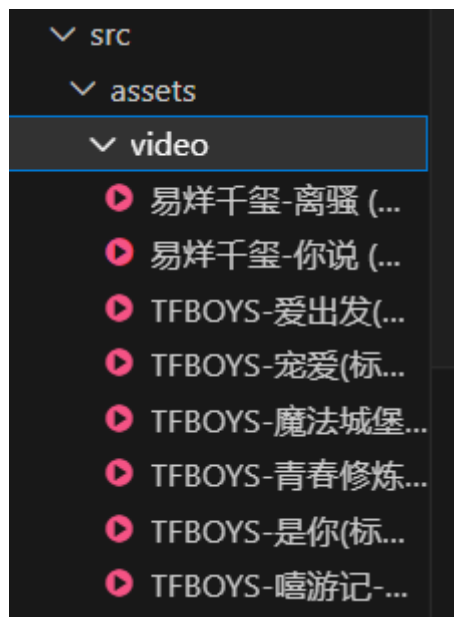 src
assets
video
易烊千玺-离骚 (...
易烊千玺-你说 (...
TFBOYS-爱出发(...
TFBOYS-宠爱(标...
TFBOYS-魔法城堡...
TFBOYS-青春修炼...
TFBOYS-是你(标...
TFBOYS-嘻游记-...